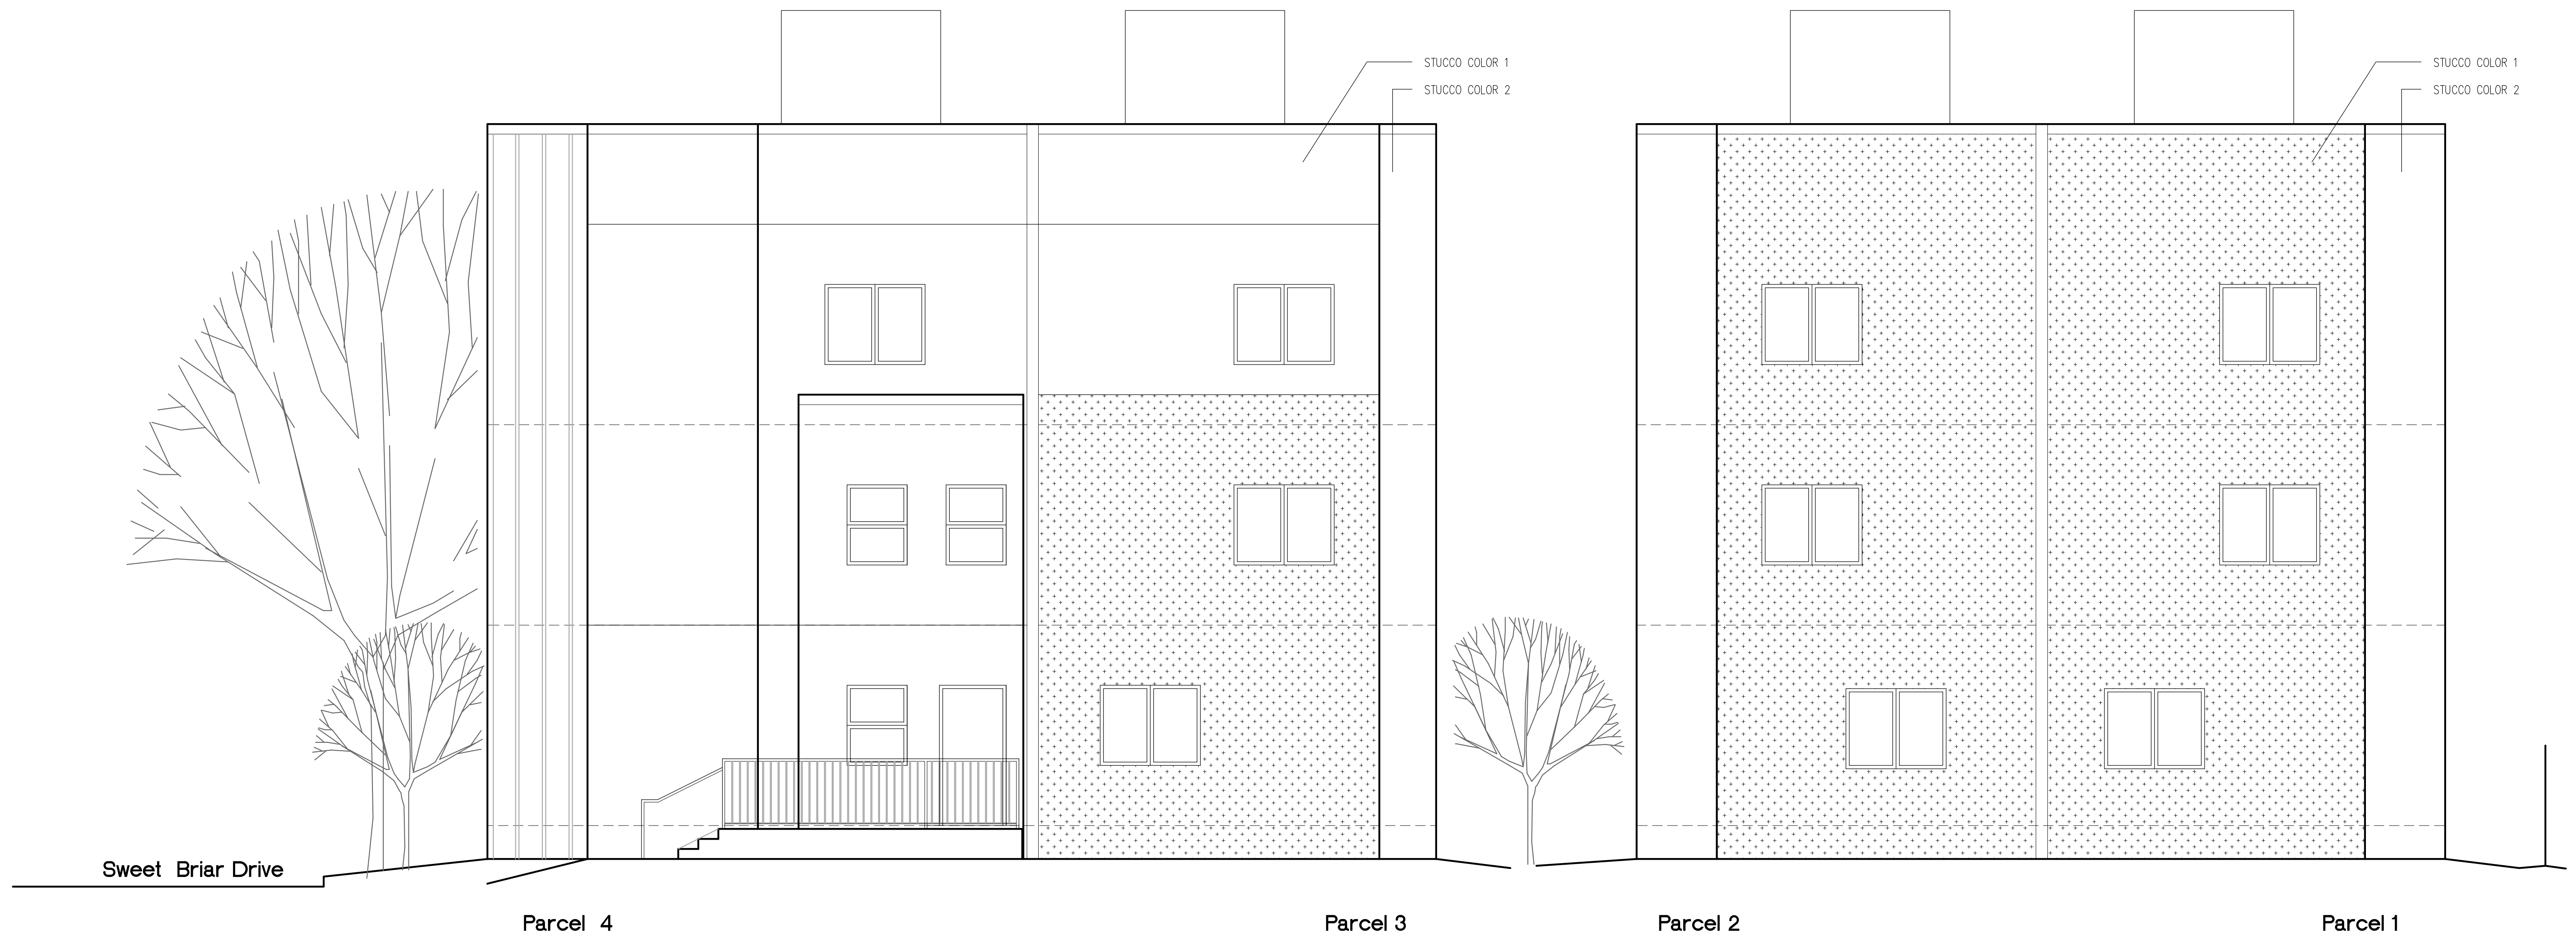 STUCCO COLOR 1
STUCCO COLOR 2
STUCCO COLOR 1
STUCCO COLOR 2
Sweet Briar Drive
Parcel 4
Parcel 3
Parcel 2
Parcel 1